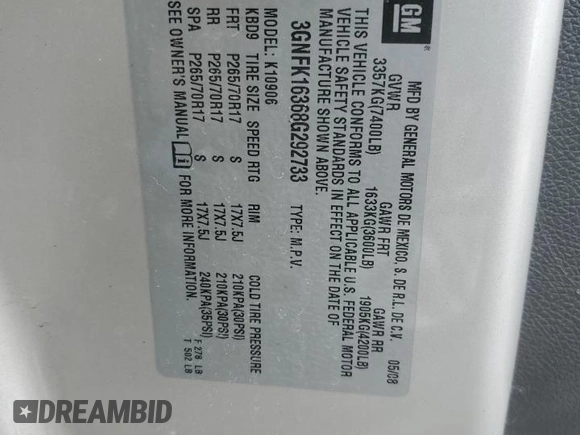 GM
MFD BY GENERAL MOTORS DE MEXICO, S. DE R.L. DE C.V. 05/08
GVWR GAWR FRT GAWR RR
3357KG(7400LB) 1633KG(3600LB) 1905KG(4200LB)
THIS VEHICLE CONFORMS TO ALL APPLICABLE U.S. FEDERAL MOTOR
VEHICLE SAFETY STANDARDS IN EFFECT ON THE DATE OF
MANUFACTURE SHOWN ABOVE.
3GNFK16368G292733 TYPE: M.P.V.
MODEL: K10906
KBD9 TIRE SIZE SPEED RTG RIM COLD TIRE PRESSURE
FRT P265/70R17 S 17X7.5J 210KPA(30PSI)
RR P265/70R17 S 17X7.5J 210KPA(30PSI)
SPA P265/70R17 S 17X7.5J 240KPA(35PSI)
SEE OWNER'S MANUAL FOR MORE INFORMATION.
F 278 LB
T 502 LB
DREAMBID